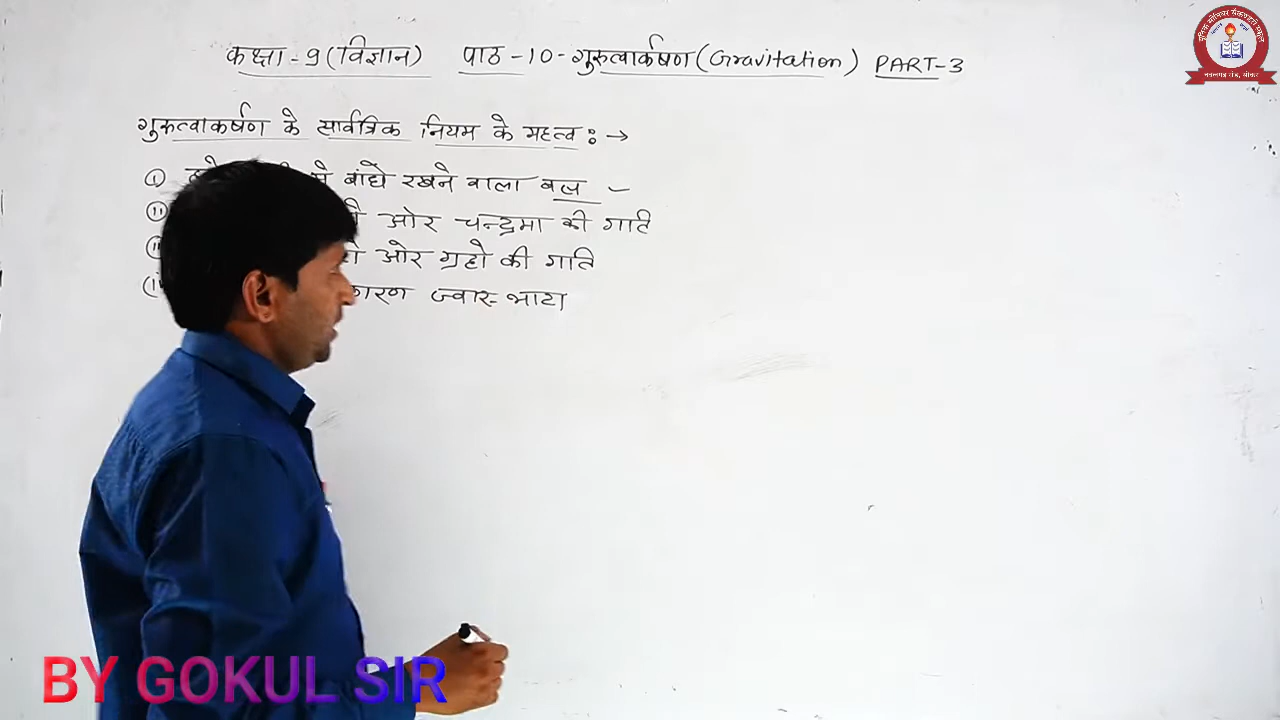 कक्षा - 9 (विज्ञान) पाठ - 10 - गुरुत्वाकर्षण (Gravitation) PART-3
गुरुत्वाकर्षण के सार्वत्रिक नियम के महत्व : →
(i) बांधे रखने वाला बल -
(ii) ओर चन्द्रमा की गति
ओर ग्रहो की गति
कारण ज्वार-भाटा
BY GOKUL SIR